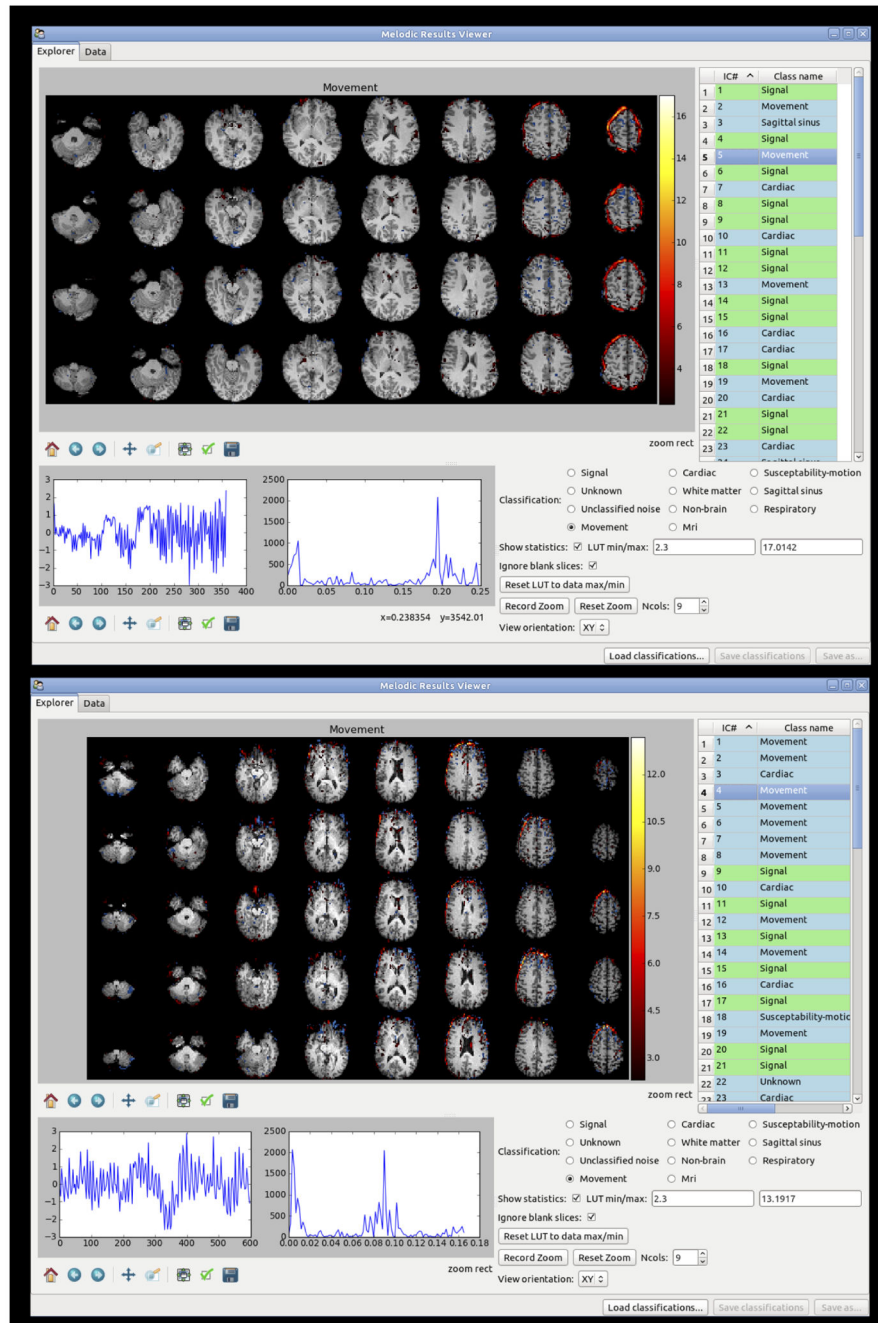 Melodic Results Viewer
Explorer Data
Movement
16
14
12
10
8
6
4
IC# Class name
1 1 Signal
2 2 Movement
3 3 Sagittal sinus
4 4 Signal
5 5 Movement
6 6 Signal
7 7 Cardiac
8 8 Signal
9 9 Signal
10 10 Cardiac
11 11 Signal
12 12 Signal
13 13 Movement
14 14 Signal
15 15 Signal
16 16 Cardiac
17 17 Cardiac
18 18 Signal
19 19 Movement
20 20 Cardiac
21 21 Signal
22 22 Signal
23 23 Cardiac
zoom rect
3
2
1
0
−1
−2
−3
0 50 100 150 200 250 300 350 400
2500
2000
1500
1000
500
0
0.00 0.05 0.10 0.15 0.20 0.25
x=0.238354 y=3542.01
Classification:
Signal Cardiac Susceptability-motion
Unknown White matter Sagittal sinus
Unclassified noise Non-brain Respiratory
Movement Mri
Show statistics: LUT min/max: 2.3 17.0142
Ignore blank slices:
Reset LUT to data max/min
Record Zoom Reset Zoom Ncols: 9
View orientation: XY
Load classifications... Save classifications Save as...
Melodic Results Viewer
Explorer Data
Movement
12.0
10.5
9.0
7.5
6.0
4.5
3.0
IC# Class name
1 1 Movement
2 2 Movement
3 3 Cardiac
4 4 Movement
5 5 Movement
6 6 Movement
7 7 Movement
8 8 Movement
9 9 Signal
10 10 Cardiac
11 11 Signal
12 12 Movement
13 13 Signal
14 14 Movement
15 15 Signal
16 16 Cardiac
17 17 Signal
18 18 Susceptability-motic
19 19 Movement
20 20 Signal
21 21 Signal
22 22 Unknown
23 23 Cardiac
zoom rect
3
2
1
0
−1
−2
−3
0 100 200 300 400 500 600
2500
2000
1500
1000
500
0
0.00 0.02 0.04 0.06 0.08 0.10 0.12 0.14 0.16 0.18
zoom rect
Classification:
Signal Cardiac Susceptability-motion
Unknown White matter Sagittal sinus
Unclassified noise Non-brain Respiratory
Movement Mri
Show statistics: LUT min/max: 2.3 13.1917
Ignore blank slices:
Reset LUT to data max/min
Record Zoom Reset Zoom Ncols: 9
View orientation: XY
Load classifications... Save classifications Save as...